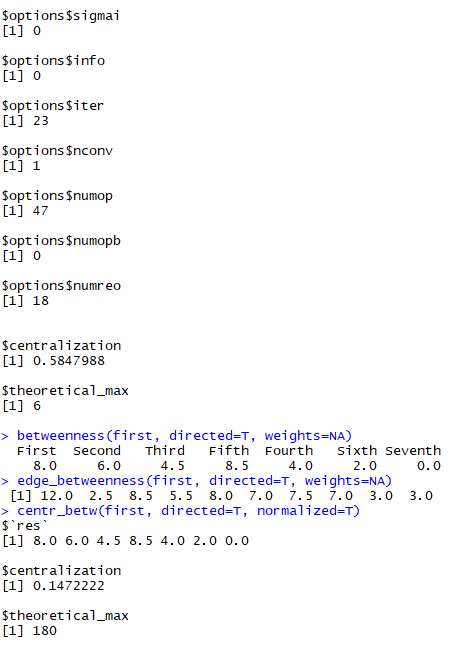 $options$sigmai
[1] 0
$options$info
[1] 0
$options$iter
[1] 23
$options$nconv
[1] 1
$options$numop
[1] 47
$options$numopb
[1] 0
$options$numreo
[1] 18
$centralization
[1] 0.5847988
$theoretical_max
[1] 6
> betweenness(first, directed=T, weights=NA)
First Second Third Fifth Fourth Sixth Seventh
8.0 6.0 4.5 8.5 4.0 2.0 0.0
> edge_betweenness(first, directed=T, weights=NA)
[1] 12.0 2.5 8.5 5.5 8.0 7.0 7.5 7.0 3.0 3.0
> centr_betw(first, directed=T, normalized=T)
$`res`
[1] 8.0 6.0 4.5 8.5 4.0 2.0 0.0
$centralization
[1] 0.1472222
$theoretical_max
[1] 180